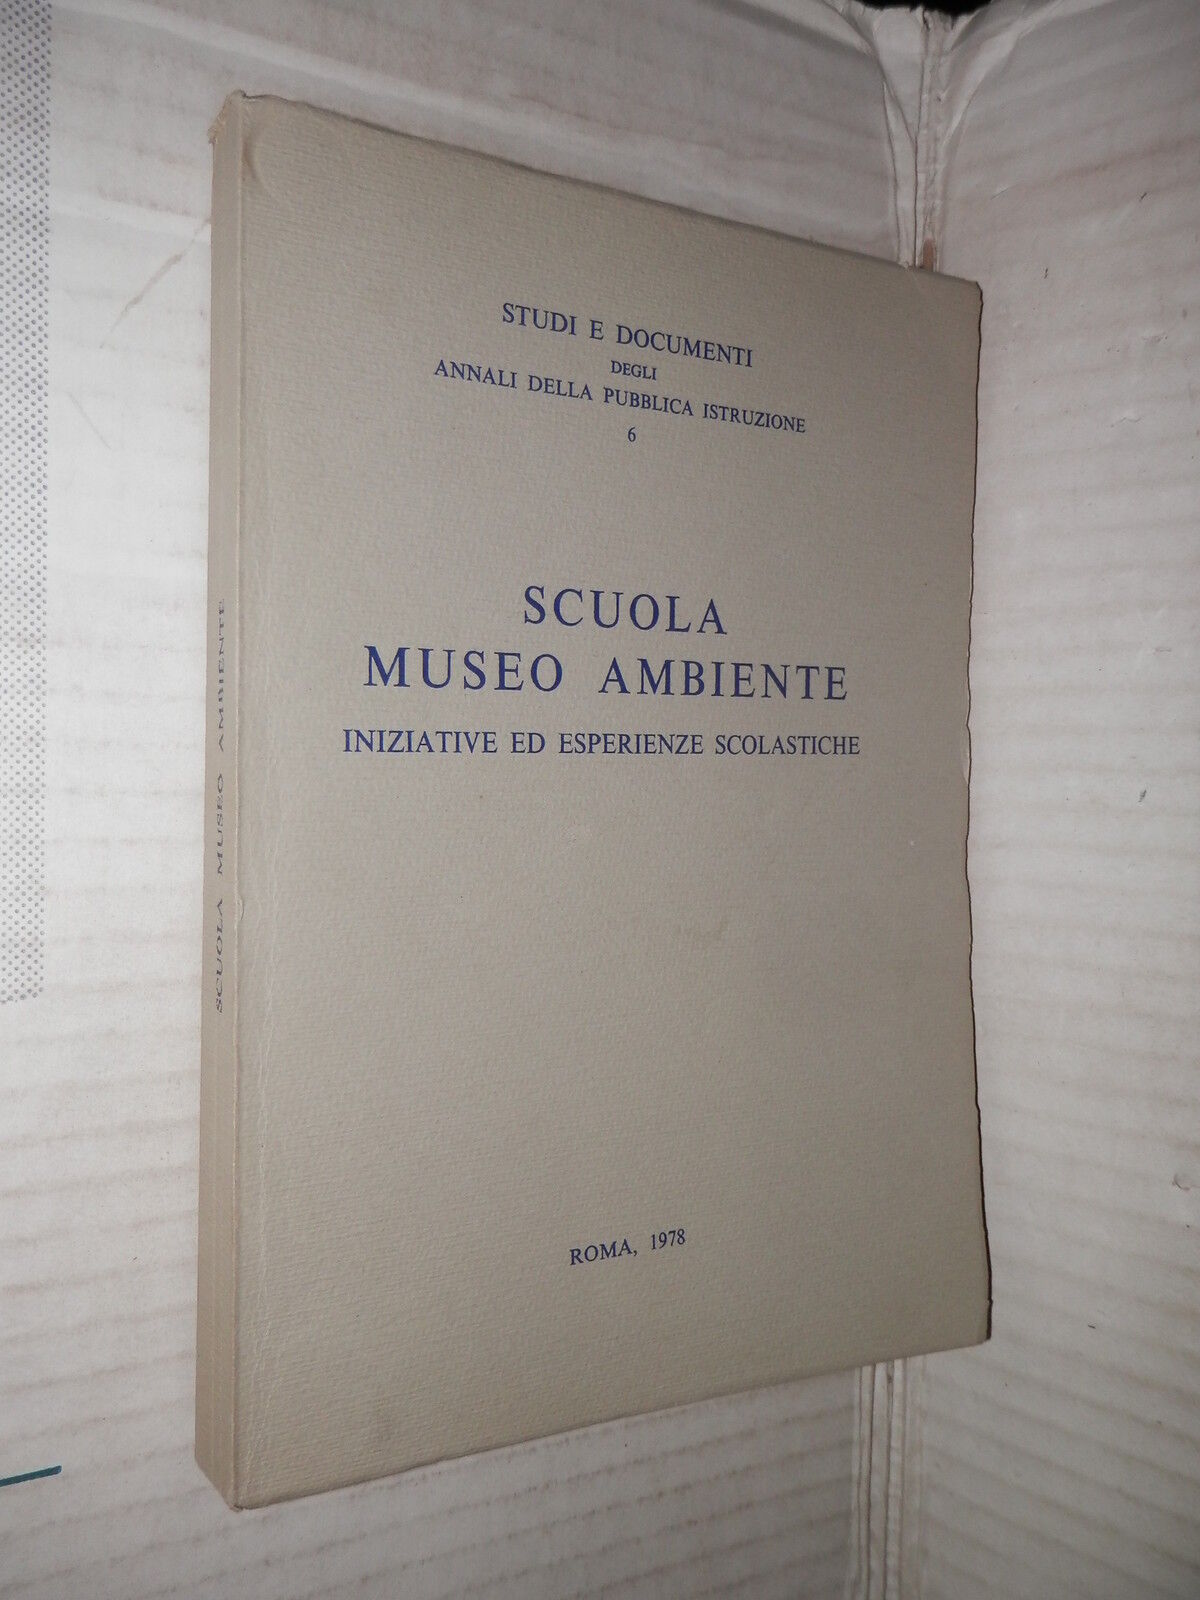 STUDI E DOCUMENTI
DEGLI
ANNALI DELLA PUBBLICA ISTRUZIONE
6
SCUOLA
MUSEO AMBIENTE
INIZIATIVE ED ESPERIENZE SCOLASTICHE
ROMA, 1978
SCUOLA MUSEO AMBIENTE